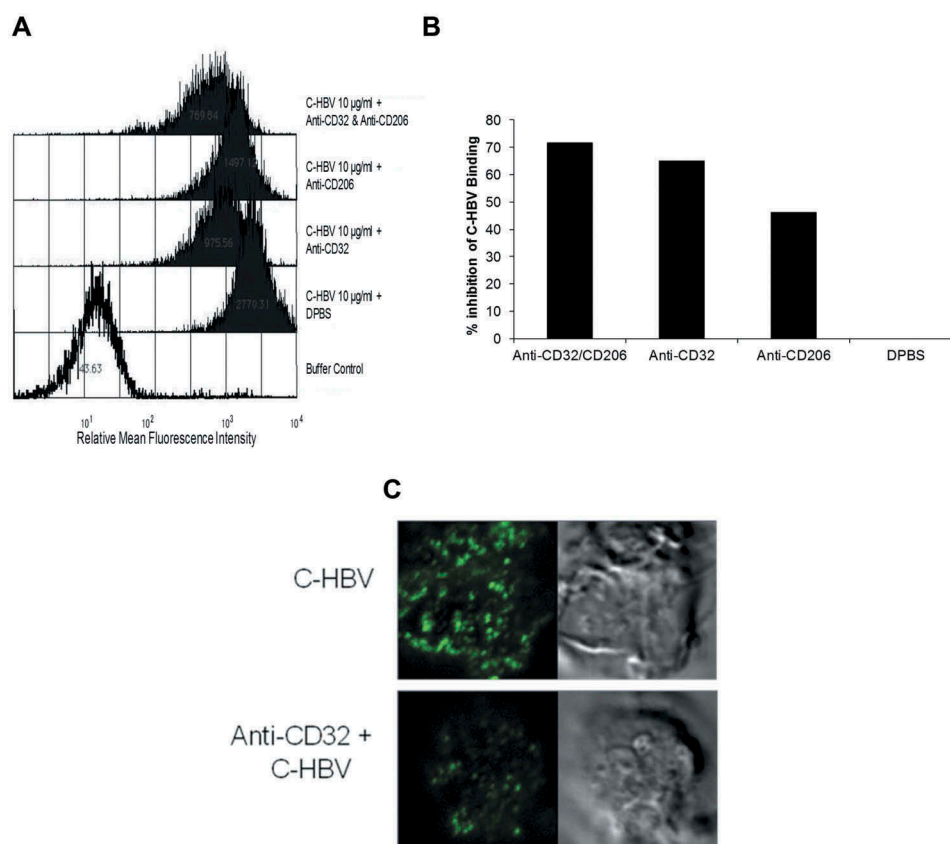 A
769.84
C-HBV 10 µg/ml +
Anti-CD32 & Anti-CD206
C-HBV 10 µg/ml +
Anti-CD206
975.56
C-HBV 10 µg/ml +
Anti-CD32
2770.31
C-HBV 10 µg/ml +
DPBS
43.63
Buffer Control
10¹
10²
10³
10⁴
Relative Mean Fluorescence Intensity
B
% inhibition of C-HBV Binding
80
70
60
50
40
30
20
10
0
Anti-CD32/CD206
Anti-CD32
Anti-CD206
DPBS
C
C-HBV
Anti-CD32 +
C-HBV